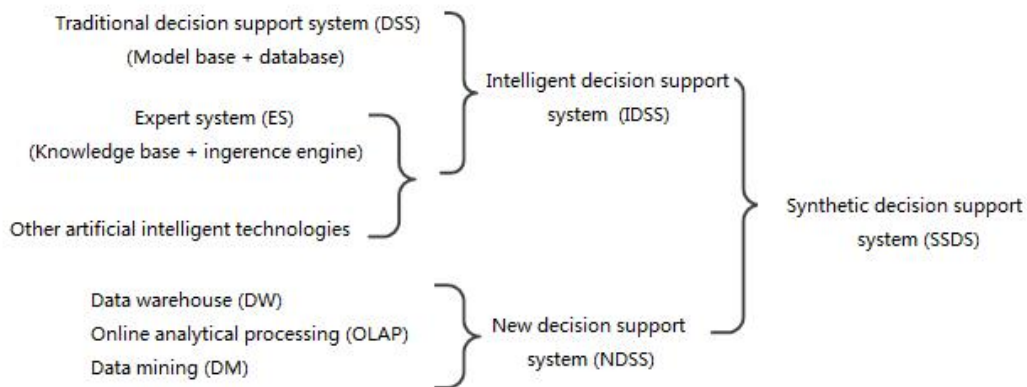 Traditional decision support system (DSS)
(Model base + database)
Intelligent decision support
system (IDSS)
Expert system (ES)
(Knowledge base + ingerence engine)
Other artificial intelligent technologies
Synthetic decision support
system (SSDS)
Data warehouse (DW)
Online analytical processing (OLAP)
Data mining (DM)
New decision support
system (NDSS)